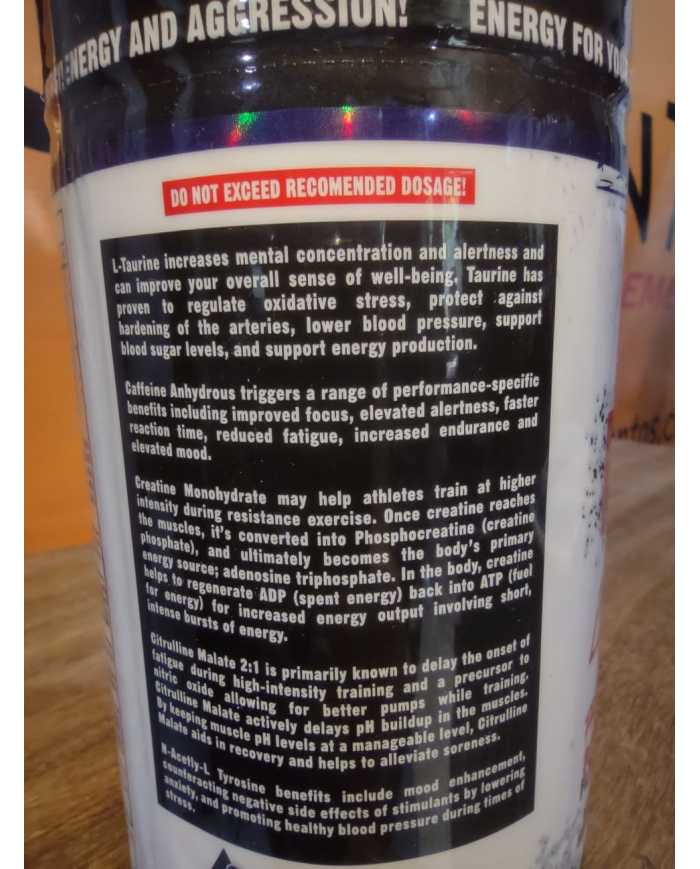 ENERGY AND AGGRESSION! ENERGY FOR
DO NOT EXCEED RECOMENDED DOSAGE!
L-Taurine increases mental concentration and alertness and
can improve your overall sense of well-being. Taurine has
proven to regulate oxidative stress, protect against
hardening of the arteries, lower blood pressure, support
blood sugar levels, and support energy production.
Caffeine Anhydrous triggers a range of performance-specific
benefits including improved focus, elevated alertness, faster
reaction time, reduced fatigue, increased endurance and
elevated mood.
Creatine Monohydrate may help athletes train at higher
intensity during resistance exercise. Once creatine reaches
the muscles, it's converted into Phosphocreatine (creatine
phosphate), and ultimately becomes the body's primary
energy source; adenosine triphosphate. In the body, creatine
helps to regenerate ADP (spent energy) back into ATP (fuel
for energy) for increased energy output involving short,
intense bursts of energy.
Citrulline Malate 2:1 is primarily known to delay the onset of
fatigue during high-intensity training and a precursor to
nitric oxide allowing for better pumps while training.
Citrulline Malate actively delays pH buildup in the muscles.
By keeping muscle pH levels at a manageable level, Citrulline
Malate aids in recovery and helps to alleviate soreness.
N-Acetly-L Tyrosine benefits include mood enhancement,
counteracting negative side effects of stimulants by lowering
anxiety, and promoting healthy blood pressure during times of
stress.